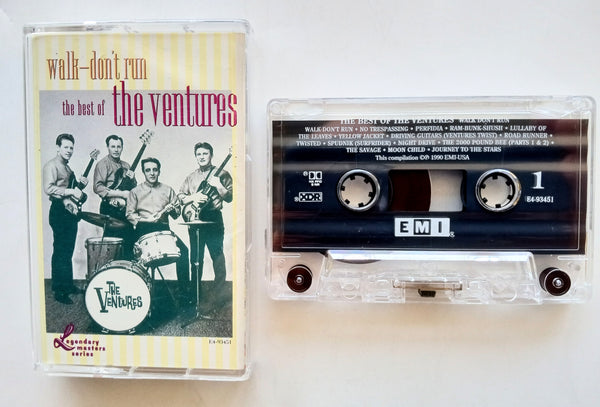 walk–don't run
the best of the ventures
THE VENTURES
Legendary masters series
E4-93451
THE BEST OF THE VENTURES WALK DON'T RUN
WALK-DON'T RUN • NO TRESPASSING • PERFIDIA • RAM-BUNK-SHUSH • LULLABY OF
THE LEAVES • YELLOW JACKET • DRIVING GUITARS (VENTURES TWIST) • ROAD RUNNER •
TWISTED • SPUDNIK (SURFRIDER) • NIGHT DRIVE • THE 2000 POUND BEE (PARTS 1 & 2) •
THE SAVAGE • MOON CHILD • JOURNEY TO THE STARS
This compilation ℗© 1990 EMI-USA
XDR
1
E4-93451
EMI®